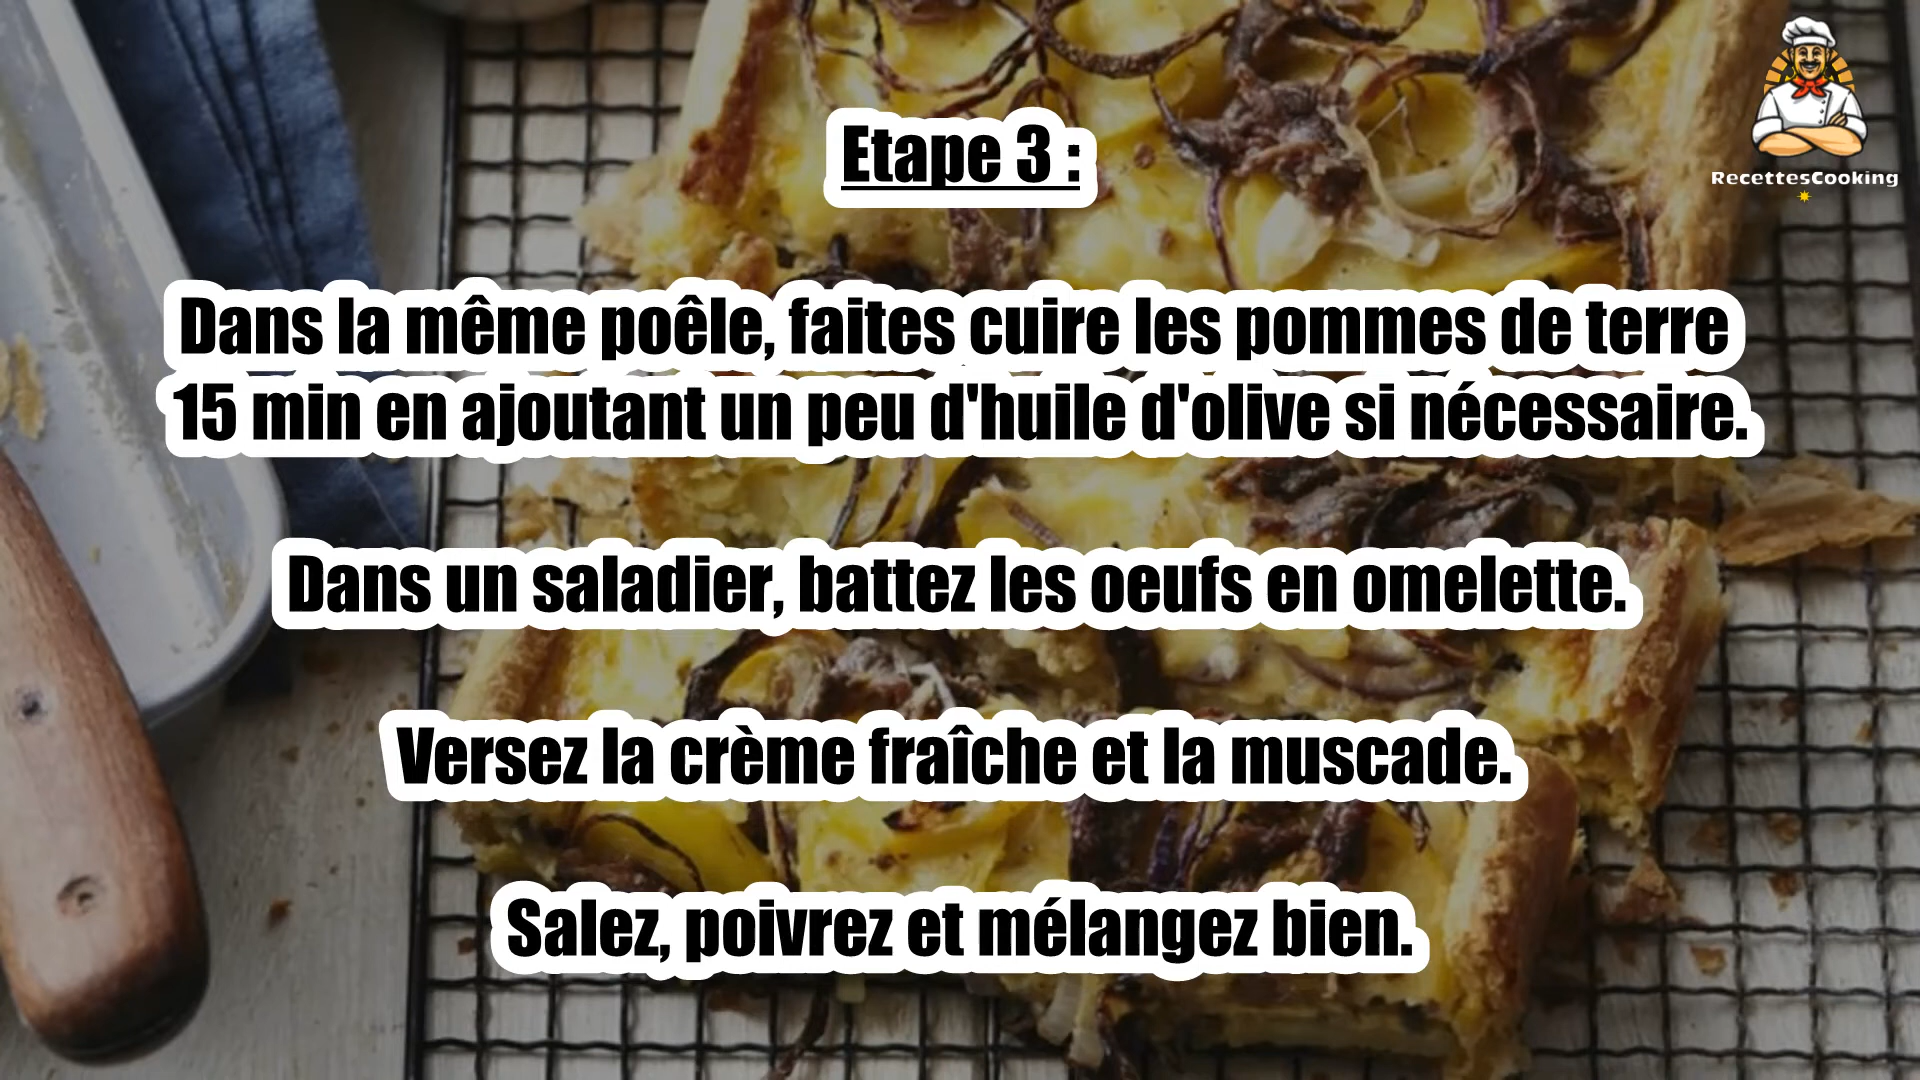 RecettesCooking
Etape 3 :
Dans la même poêle, faites cuire les pommes de terre
15 min en ajoutant un peu d'huile d'olive si nécessaire.
Dans un saladier, battez les oeufs en omelette.
Versez la crème fraîche et la muscade.
Salez, poivrez et mélangez bien.